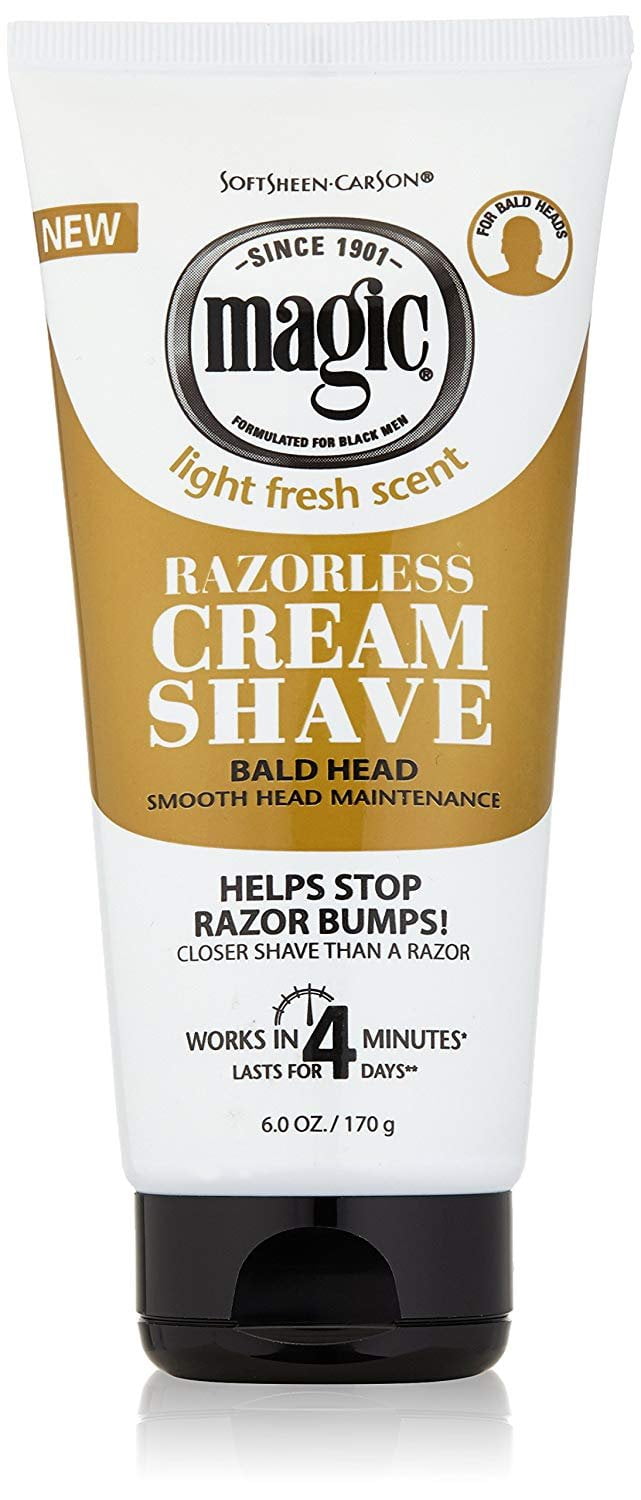 SOFTSHEEN·CARSON®
NEW
FOR BALD HEADS
–SINCE 1901–
magic®
FORMULATED FOR BLACK MEN
light fresh scent
RAZORLESS
CREAM
SHAVE
BALD HEAD
SMOOTH HEAD MAINTENANCE
HELPS STOP
RAZOR BUMPS!
CLOSER SHAVE THAN A RAZOR
WORKS IN 4 MINUTES*
LASTS FOR DAYS**
6.0 OZ. / 170 g